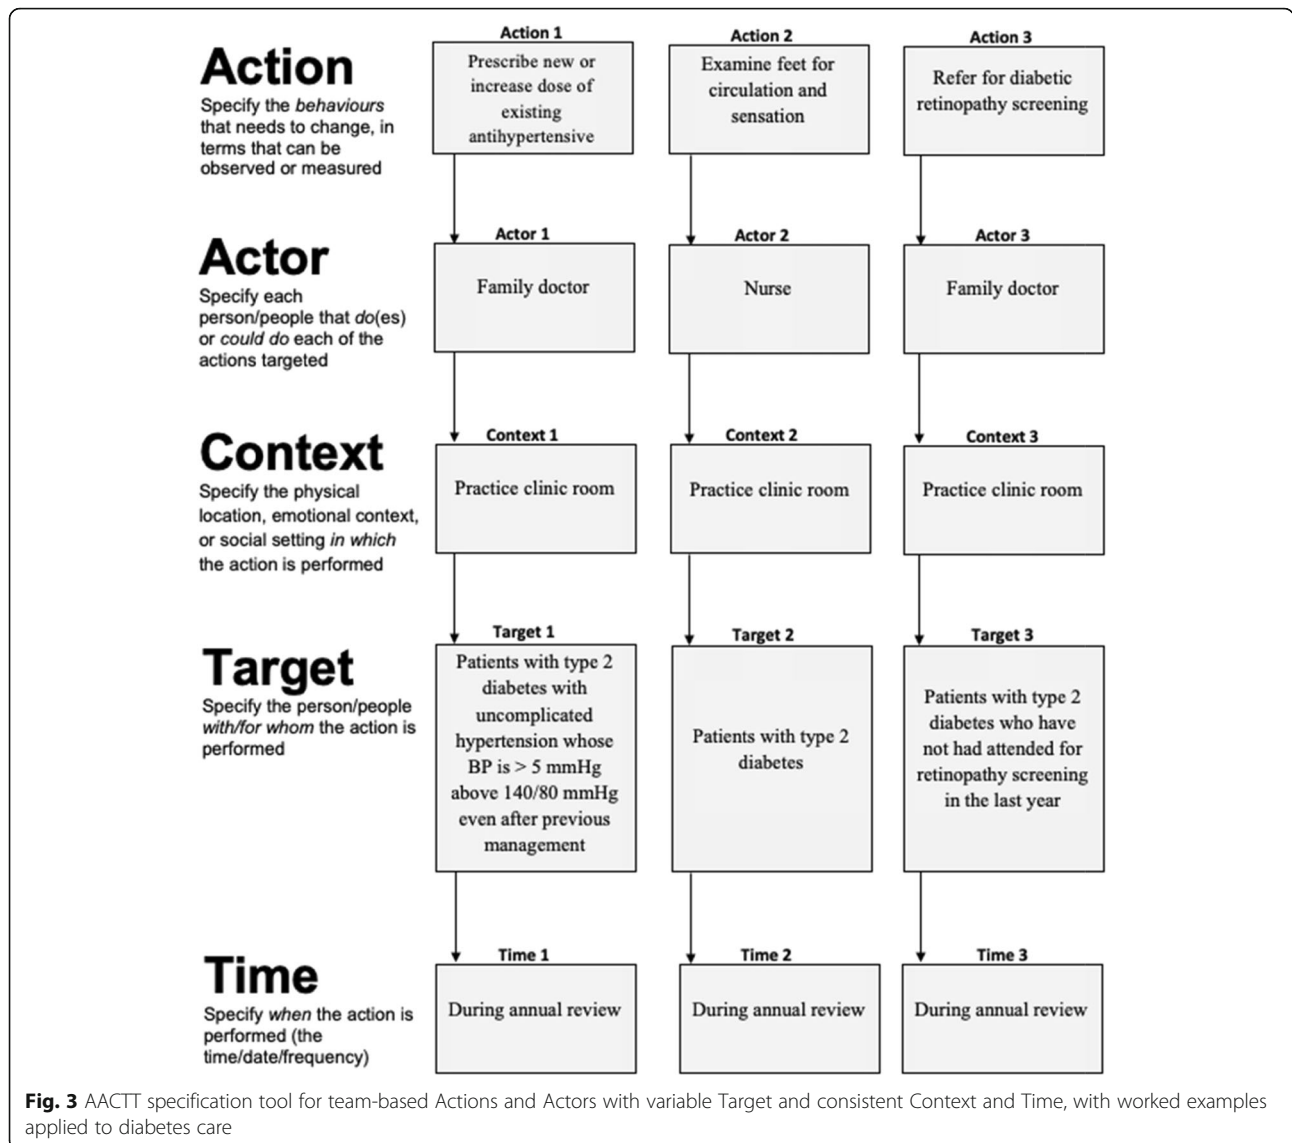 Action 1
Action 2
Action 3
Action
Specify the behaviours
that needs to change, in
terms that can be
observed or measured
Prescribe new or
increase dose of
existing
antihypertensive
Examine feet for
circulation and
sensation
Refer for diabetic
retinopathy screening
Actor 1
Actor 2
Actor 3
Actor
Specify each
person/people that do(es)
or could do each of the
actions targeted
Family doctor
Nurse
Family doctor
Context 1
Context 2
Context 3
Context
Specify the physical
location, emotional context,
or social setting in which
the action is performed
Practice clinic room
Practice clinic room
Practice clinic room
Target 1
Target 2
Target 3
Target
Specify the person/people
with/for whom the action is
performed
Patients with type 2
diabetes with
uncomplicated
hypertension whose
BP is > 5 mmHg
above 140/80 mmHg
even after previous
management
Patients with type 2
diabetes
Patients with type 2
diabetes who have
not had attended for
retinopathy screening
in the last year
Time 1
Time 2
Time 3
Time
Specify when the action is
performed (the
time/date/frequency)
During annual review
During annual review
During annual review
Fig. 3 AACTT specification tool for team-based Actions and Actors with variable Target and consistent Context and Time, with worked examples
applied to diabetes care